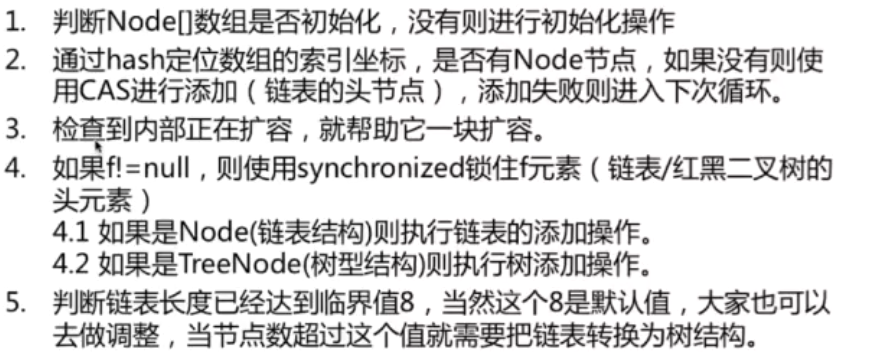 1. 判断Node[]数组是否初始化，没有则进行初始化操作
2. 通过hash定位数组的索引坐标，是否有Node节点，如果没有则使
用CAS进行添加（链表的头节点），添加失败则进入下次循环。
3. 检查到内部正在扩容，就帮助它一块扩容。
4. 如果f!=null，则使用synchronized锁住f元素（链表/红黑二叉树的
头元素）
4.1 如果是Node(链表结构)则执行链表的添加操作。
4.2 如果是TreeNode(树型结构)则执行树添加操作。
5. 判断链表长度已经达到临界值8，当然这个8是默认值，大家也可以
去做调整，当节点数超过这个值就需要把链表转换为树结构。